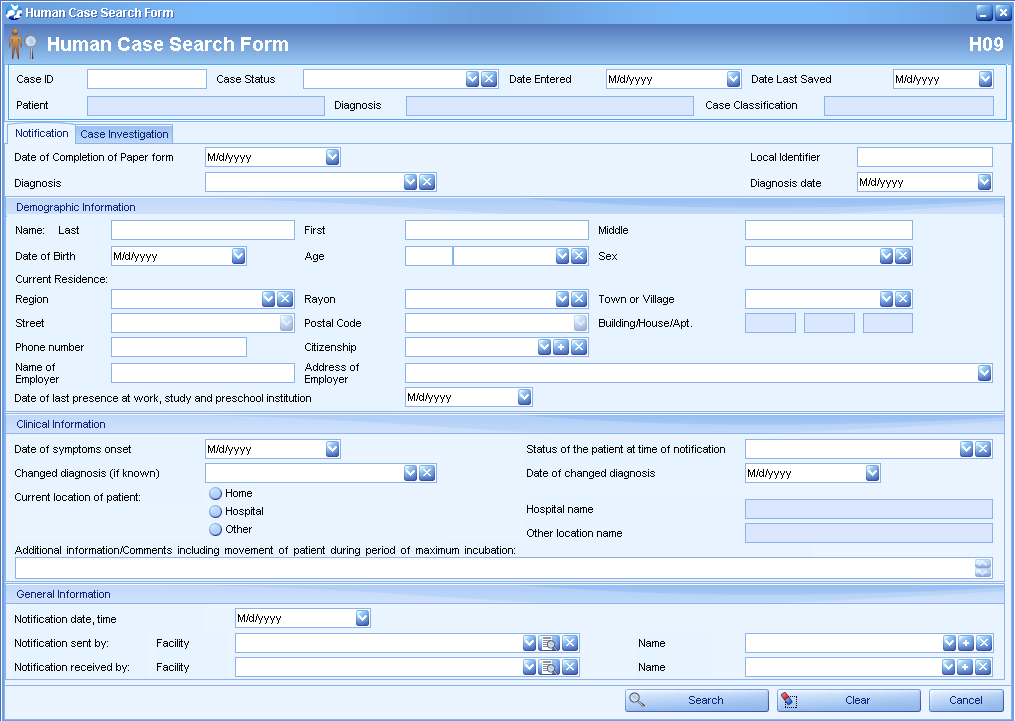 Human Case Search Form
Human Case Search Form H09
Case ID Case Status Date Entered M/d/yyyy Date Last Saved M/d/yyyy
Patient Diagnosis Case Classification
Notification Case Investigation
Date of Completion of Paper form M/d/yyyy Local Identifier
Diagnosis Diagnosis date M/d/yyyy
Demographic Information
Name: Last First Middle
Date of Birth M/d/yyyy Age Sex
Current Residence:
Region Rayon Town or Village
Street Postal Code Building/House/Apt.
Phone number Citizenship
Name of Employer Address of Employer
Date of last presence at work, study and preschool institution M/d/yyyy
Clinical Information
Date of symptoms onset M/d/yyyy Status of the patient at time of notification
Changed diagnosis (if known) Date of changed diagnosis M/d/yyyy
Current location of patient: Home
Hospital Hospital name
Other Other location name
Additional information/Comments including movement of patient during period of maximum incubation:
General Information
Notification date, time M/d/yyyy
Notification sent by: Facility Name
Notification received by: Facility Name
Search Clear Cancel